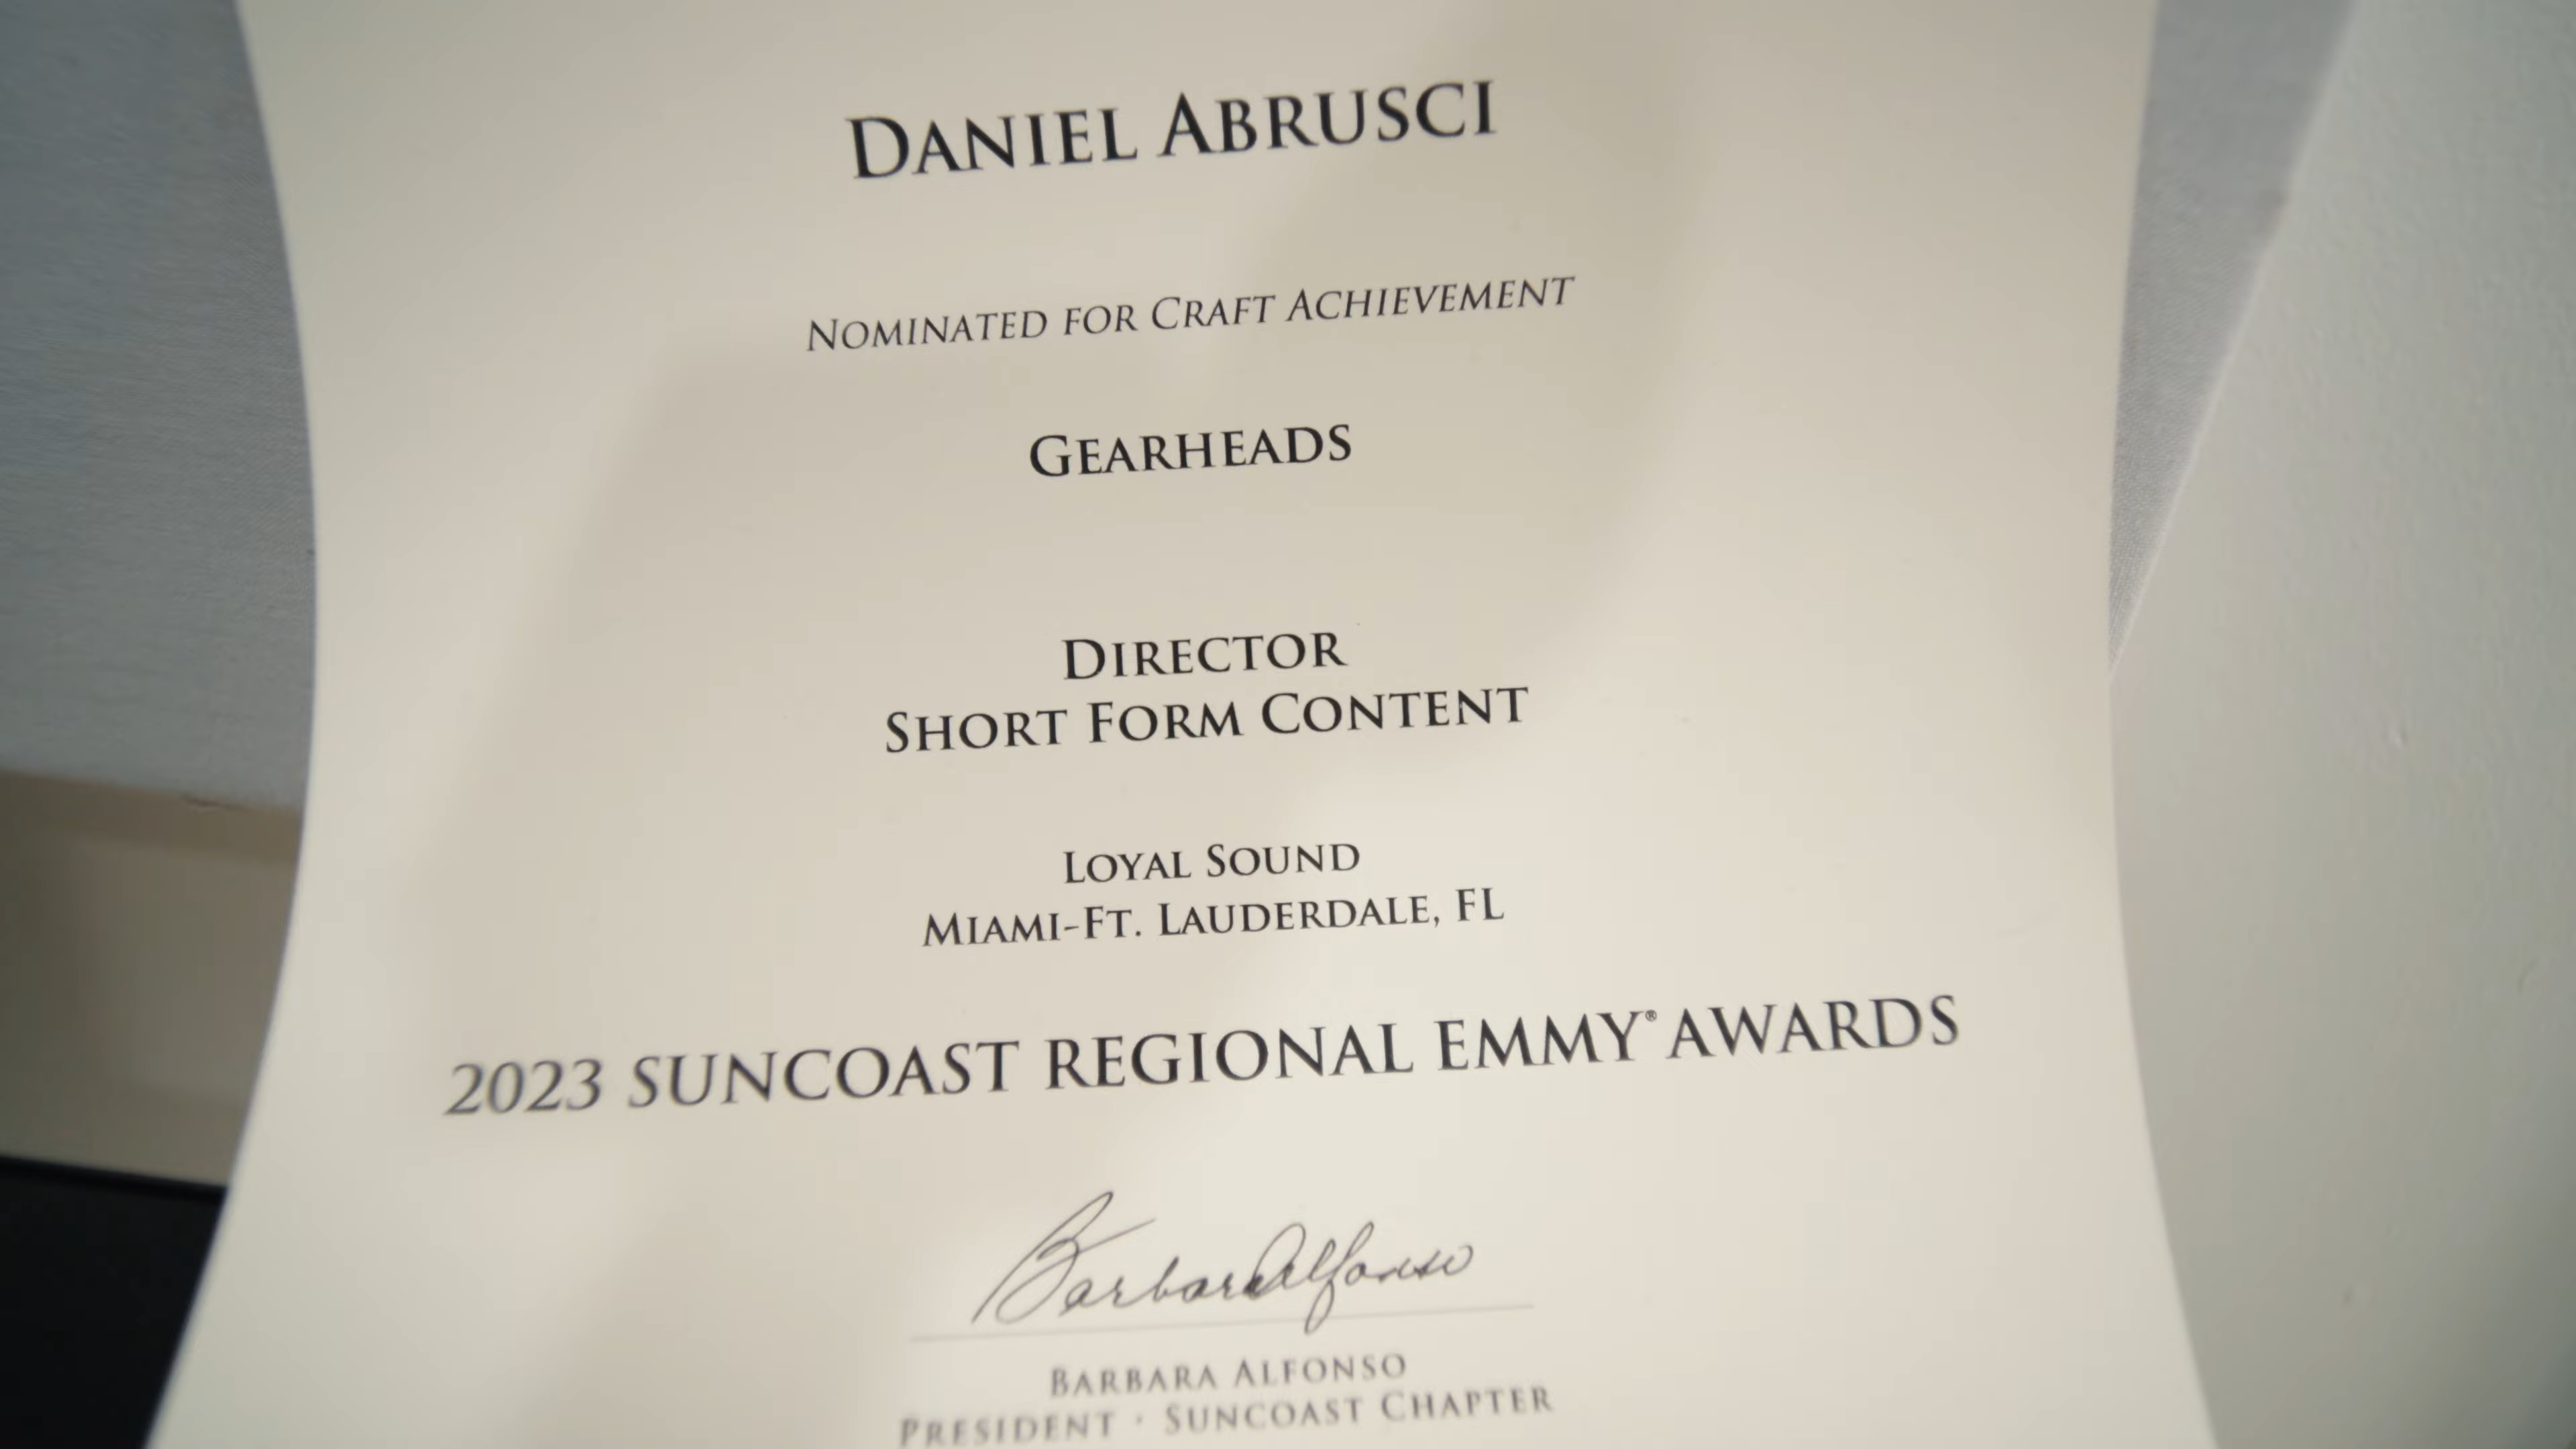 DANIEL ABRUSCI
NOMINATED FOR CRAFT ACHIEVEMENT
GEARHEADS
DIRECTOR
SHORT FORM CONTENT
LOYAL SOUND
MIAMI-FT. LAUDERDALE, FL
2023 SUNCOAST REGIONAL EMMY® AWARDS
Barbara Alfonso
BARBARA ALFONSO
PRESIDENT · SUNCOAST CHAPTER